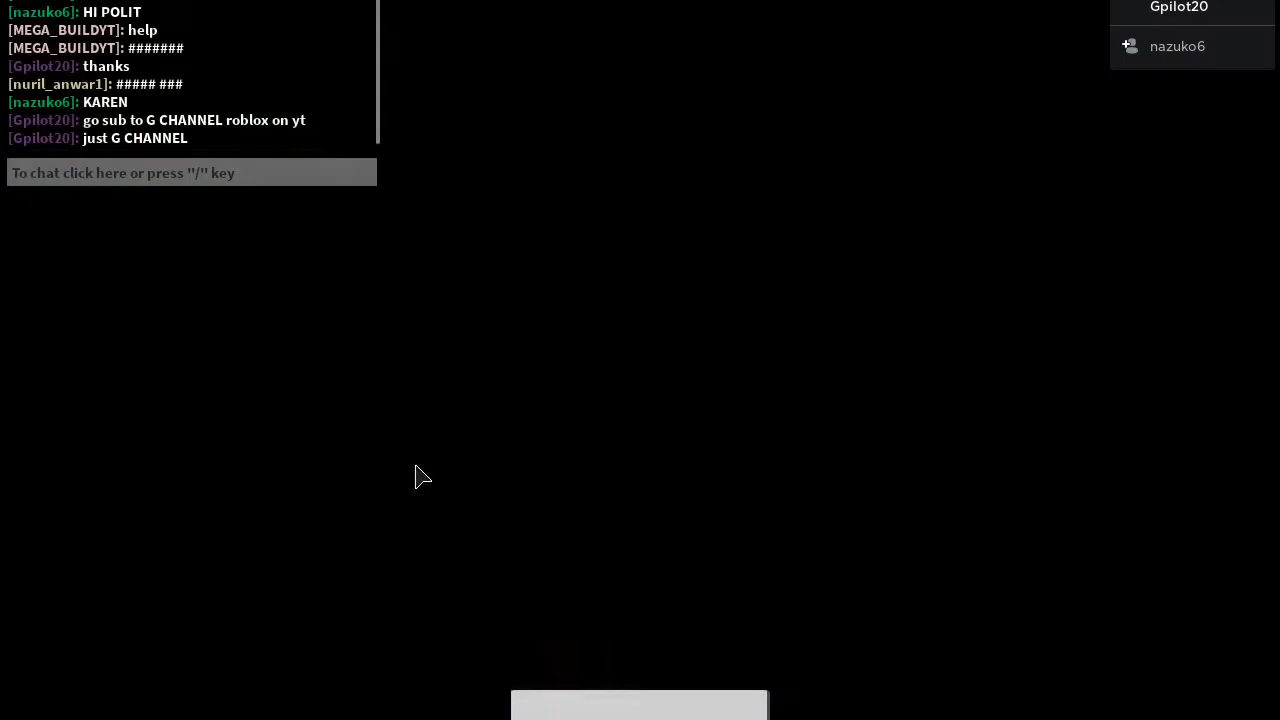 [nazuko6]: HI POLIT
[MEGA_BUILDYT]: help
[MEGA_BUILDYT]: #######
[Gpilot20]: thanks
[nuril_anwar1]: ##### ###
[nazuko6]: KAREN
[Gpilot20]: go sub to G CHANNEL roblox on yt
[Gpilot20]: just G CHANNEL
To chat click here or press "/" key
Gpilot20
nazuko6